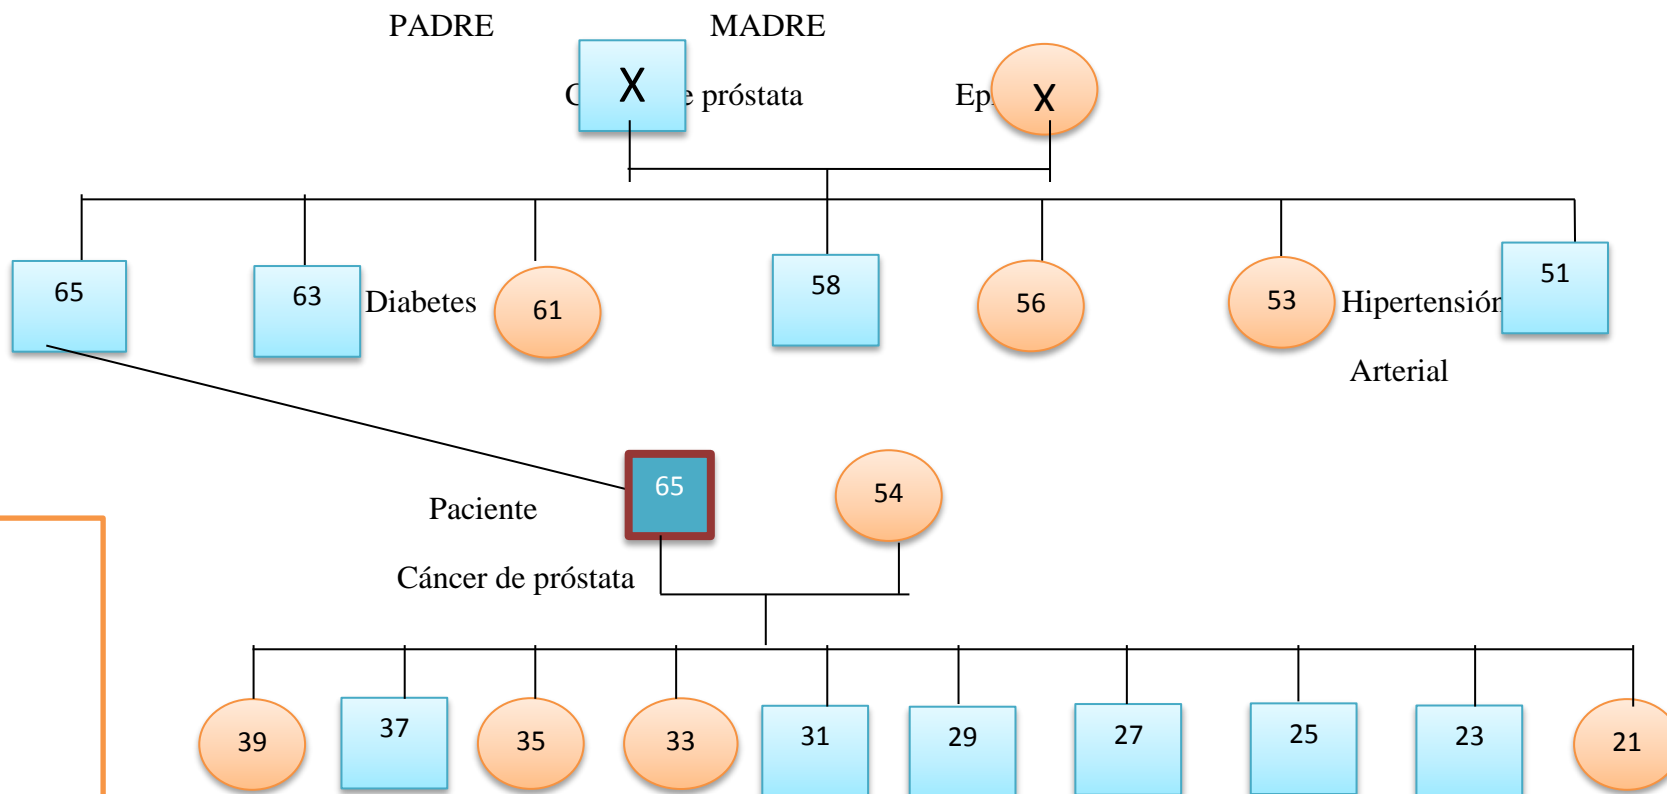 PADRE MADRE
X de próstata X
65 63 Diabetes 61 58 56 53 Hipertensión 51
Arterial
65 54
Paciente
Cáncer de próstata
39 37 35 33 31 29 27 25 23 21